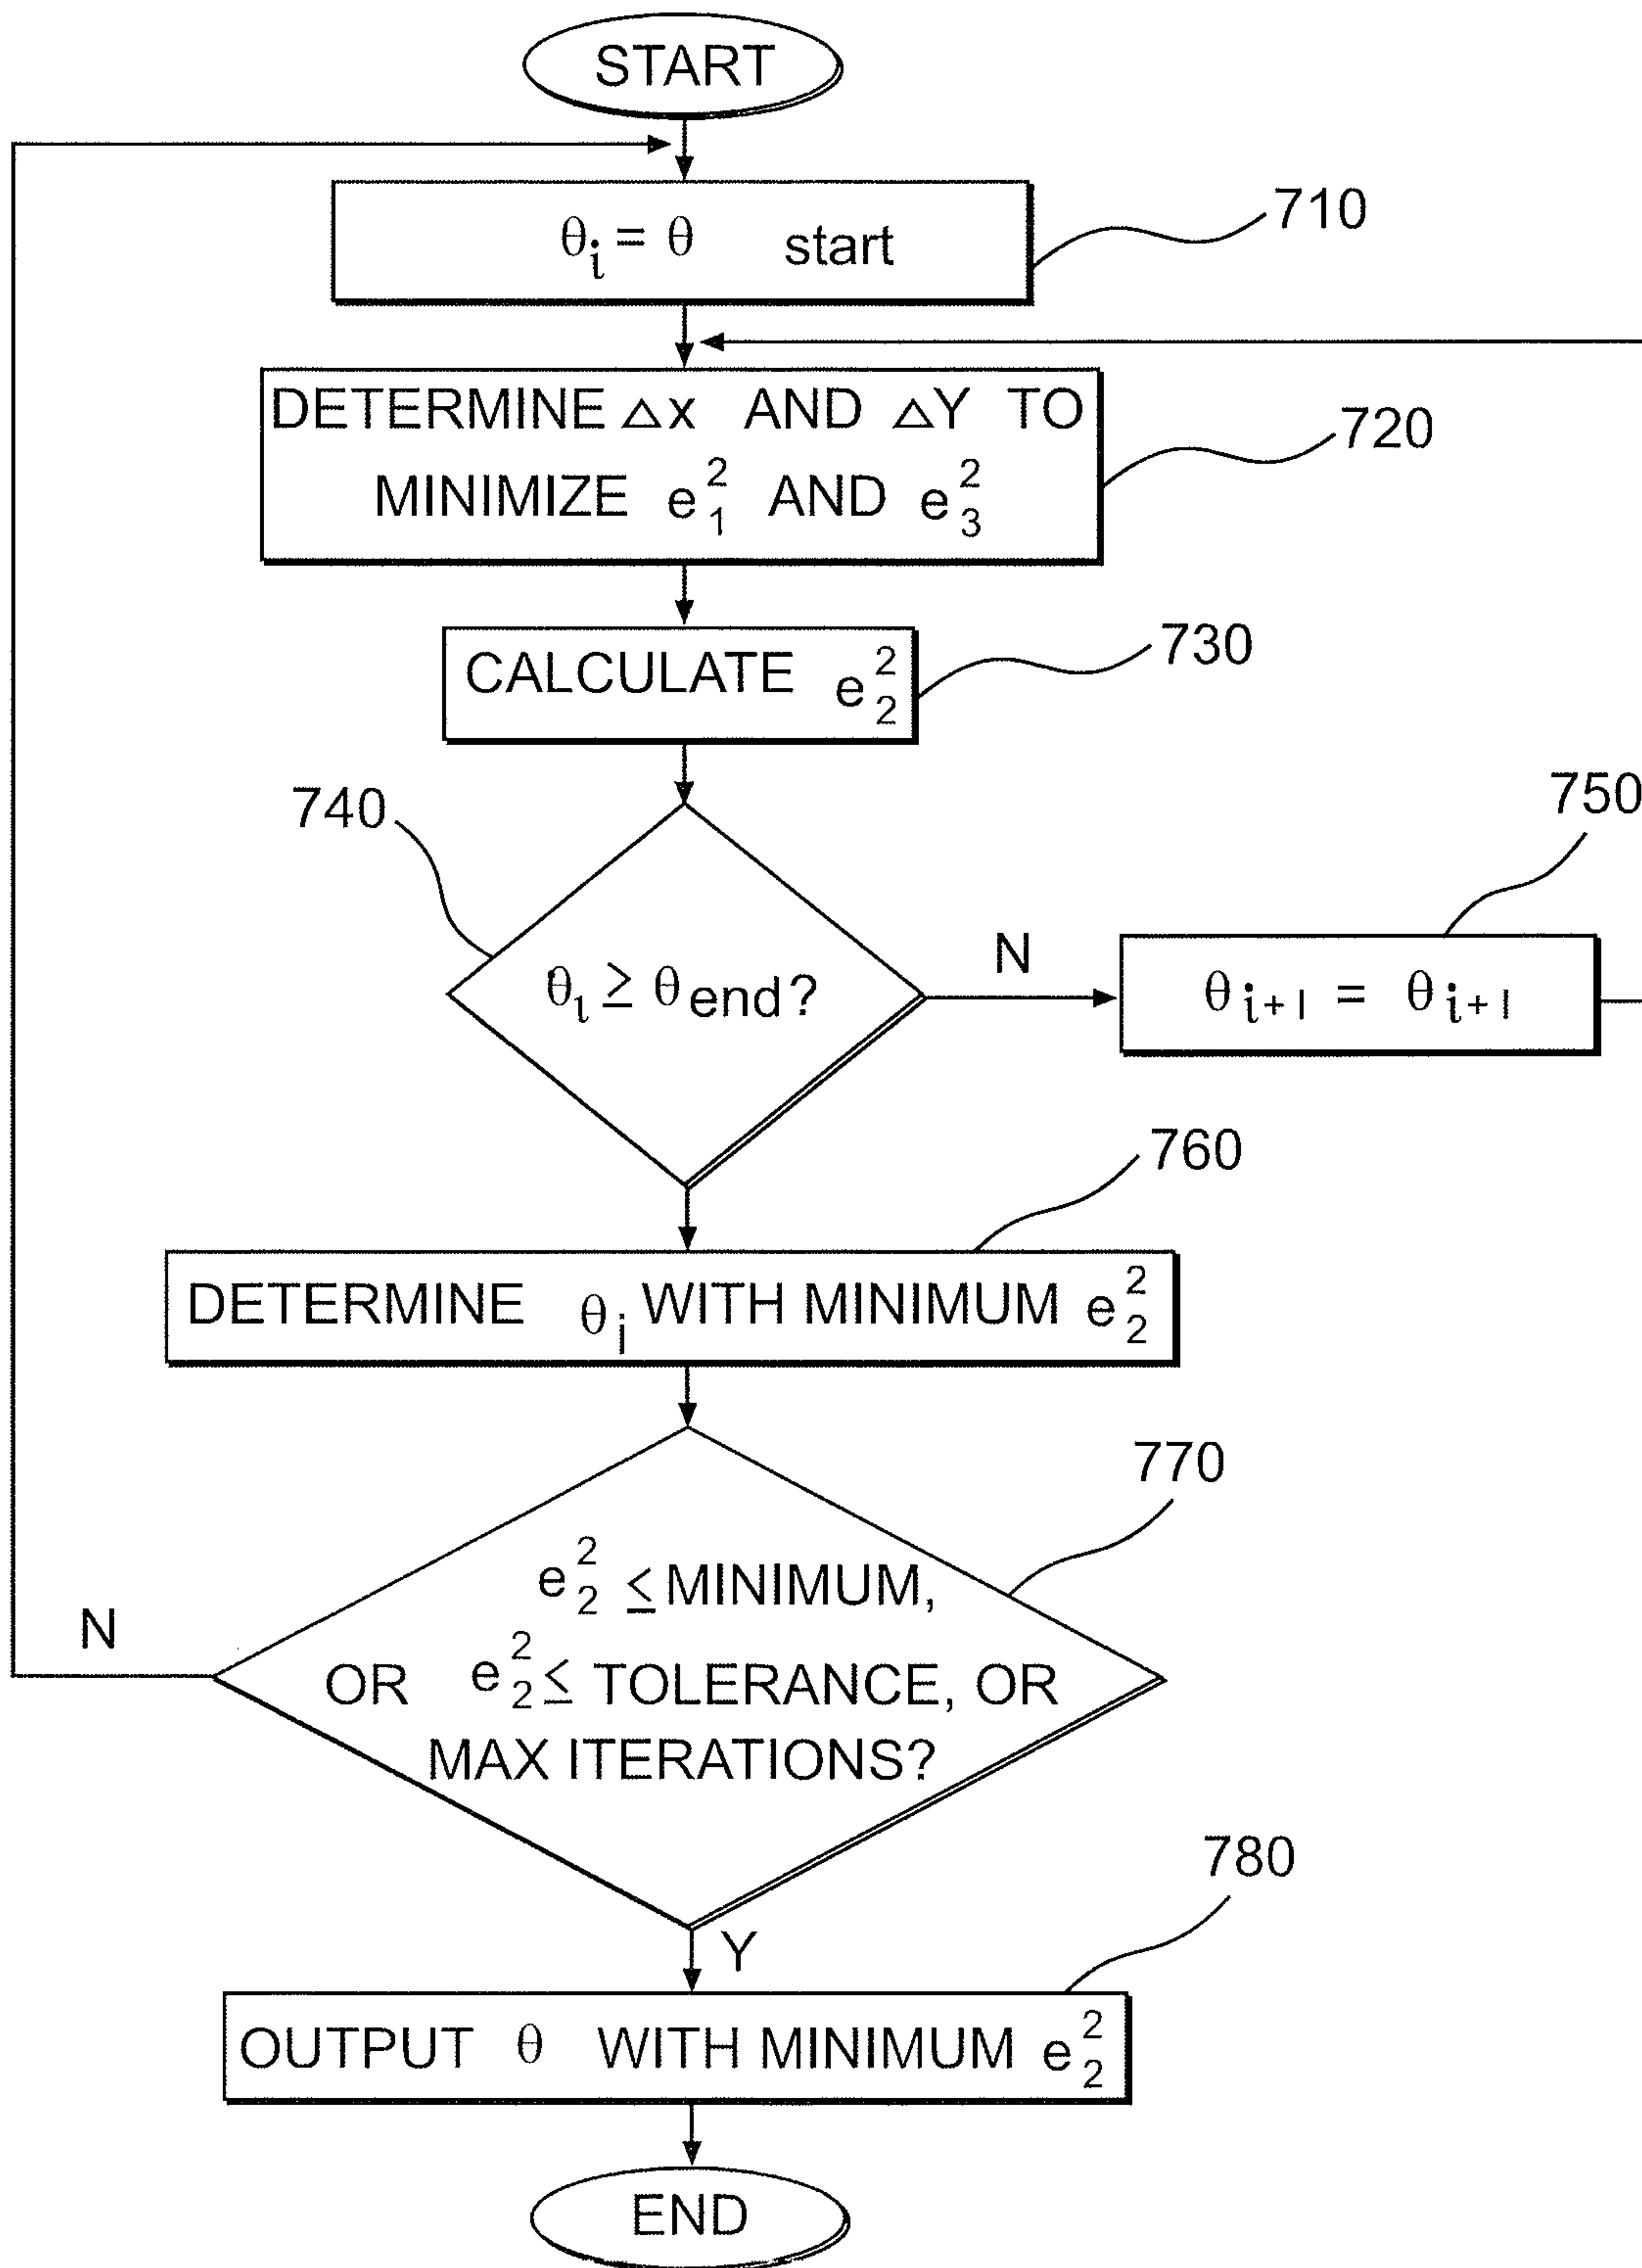 START
θi = θ start
710
DETERMINE △x AND △Y TO
MINIMIZE e₁² AND e₃²
720
CALCULATE e₂²
730
740
θι ≥ θend?
N
750
θi+1 = θi+1
760
DETERMINE θi WITH MINIMUM e₂²
770
e₂² ≤ MINIMUM,
OR e₂² ≤ TOLERANCE, OR
MAX ITERATIONS?
N
Y
780
OUTPUT θ WITH MINIMUM e₂²
END